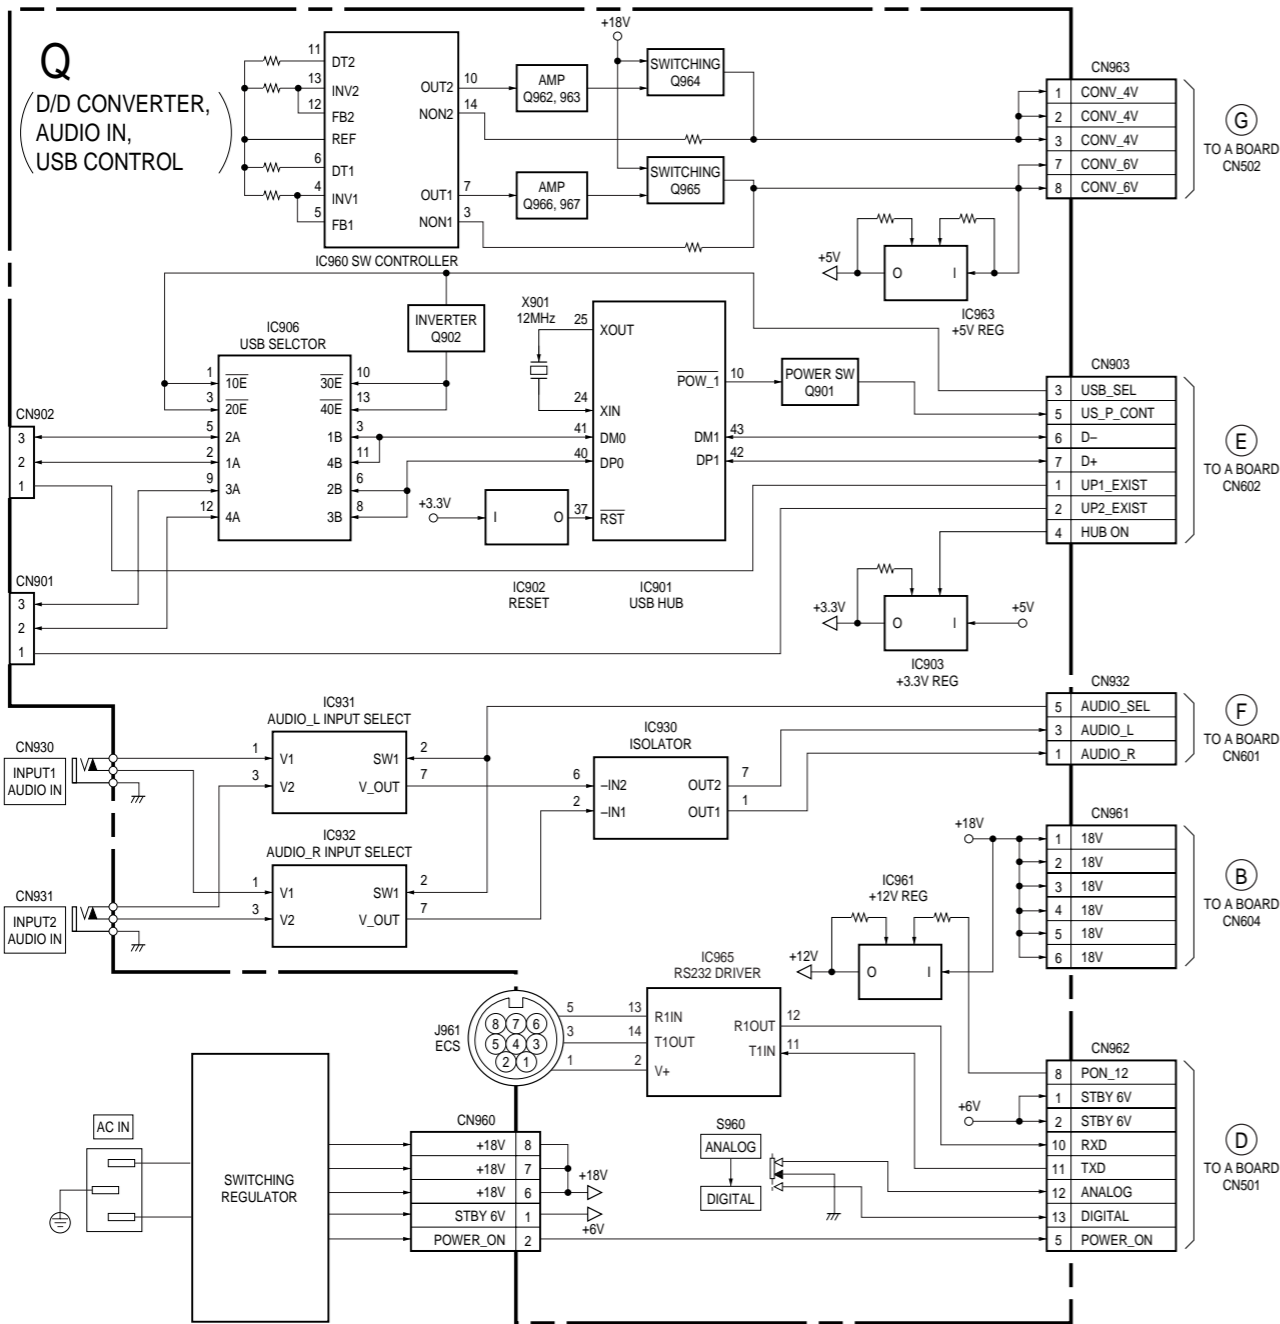 Q
D/D CONVERTER,
AUDIO IN,
USB CONTROL
11 DT2
13 INV2
12 FB2
REF
6 DT1
4 INV1
5 FB1
OUT2 10
NON2 14
OUT1 7
NON1 3
IC960 SW CONTROLLER
AMP
Q962, 963
AMP
Q966, 967
+18V
SWITCHING
Q964
SWITCHING
Q965
CN963
1 CONV_4V
2 CONV_4V
3 CONV_4V
7 CONV_6V
8 CONV_6V
G
TO A BOARD
CN502
+5V
O I
IC963
+5V REG
IC906
USB SELCTOR
1 10E
3 20E
5 2A
2 1A
9 3A
12 4A
30E 10
40E 13
1B 3
4B 11
2B 6
3B 8
INVERTER
Q902
X901
12MHz
25 XOUT
24 XIN
41 DM0
40 DP0
37 RST
POW_1 10
DM1 43
DP1 42
POWER SW
Q901
+3.3V
I O
IC902
RESET
IC901
USB HUB
CN902
3
2
1
CN901
3
2
1
CN903
3 USB_SEL
5 US_P_CONT
6 D–
7 D+
1 UP1_EXIST
2 UP2_EXIST
4 HUB ON
E
TO A BOARD
CN602
+3.3V
O I
+5V
IC903
+3.3V REG
IC931
AUDIO_L INPUT SELECT
1 V1
3 V2
SW1 2
V_OUT 7
IC932
AUDIO_R INPUT SELECT
1 V1
3 V2
SW1 2
V_OUT 7
CN930
INPUT1
AUDIO IN
CN931
INPUT2
AUDIO IN
IC930
ISOLATOR
6 –IN2
2 –IN1
OUT2 7
OUT1 1
CN932
5 AUDIO_SEL
3 AUDIO_L
1 AUDIO_R
F
TO A BOARD
CN601
+18V
CN961
1 18V
2 18V
3 18V
4 18V
5 18V
6 18V
B
TO A BOARD
CN604
IC961
+12V REG
+12V
O I
J961
ECS
8 7 6
5 4 3
2 1
5
3
1
IC965
RS232 DRIVER
13 R1IN
14 T1OUT
2 V+
R1OUT 12
T1IN 11
CN962
8 PON_12
1 STBY 6V
2 STBY 6V
10 RXD
11 TXD
12 ANALOG
13 DIGITAL
5 POWER_ON
+6V
D
TO A BOARD
CN501
S960
ANALOG
DIGITAL
AC IN
SWITCHING
REGULATOR
CN960
+18V 8
+18V 7
+18V 6
STBY 6V 1
POWER_ON 2
+18V
+6V